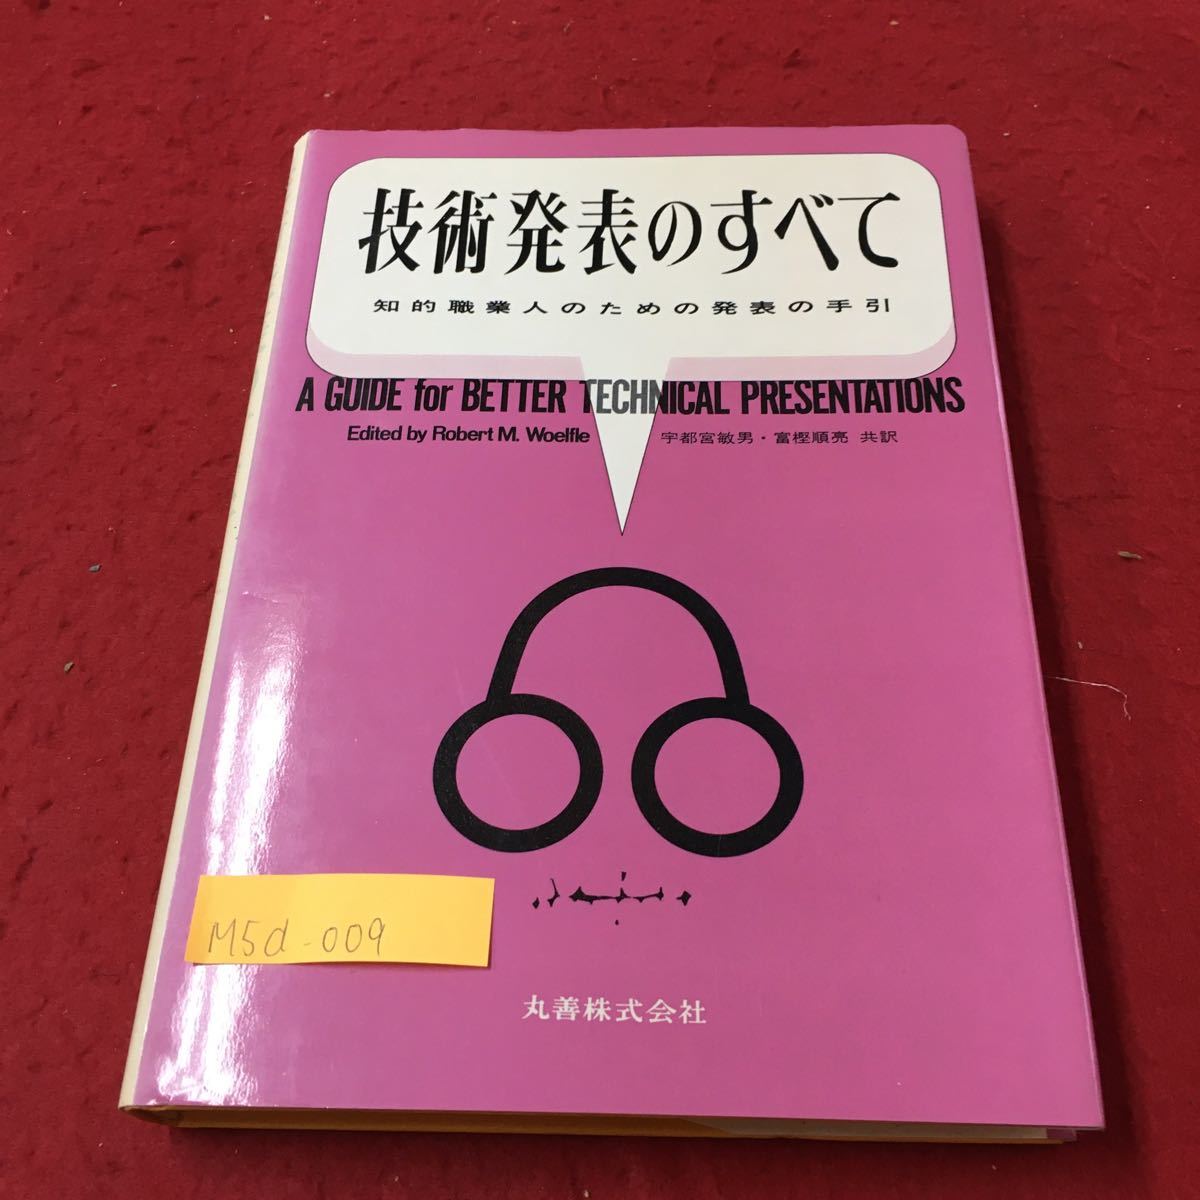 技術発表のすべて
知的職業人のための発表の手引
A GUIDE for BETTER TECHNICAL PRESENTATIONS
Edited by Robert M. Woelfle
宇都宮敏男・富樫順亮 共訳
M5d-009
丸善株式会社